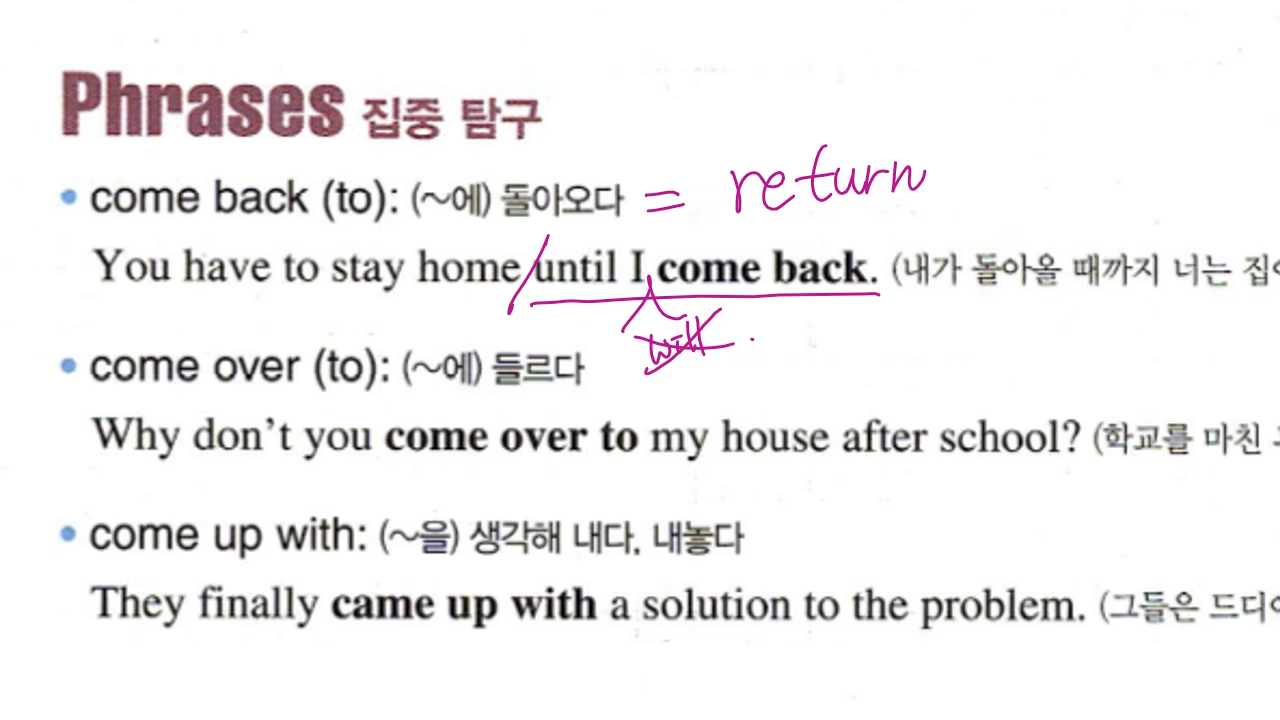 Phrases 집중 탐구
• come back (to): (~에) 돌아오다 = return
You have to stay home / until I come back. (내가 돌아올 때까지 너는 집에
will
• come over (to): (~에) 들르다
Why don't you come over to my house after school? (학교를 마친
• come up with: (~을) 생각해 내다, 내놓다
They finally came up with a solution to the problem. (그들은 드디어